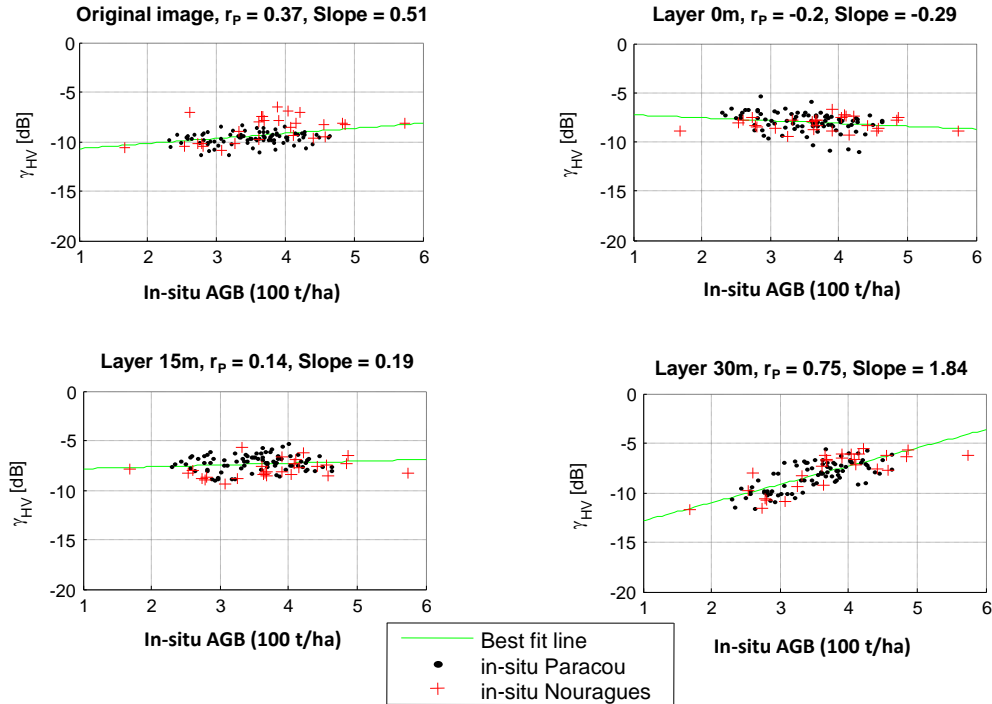 Original image, rP = 0.37, Slope = 0.51
0
-5
-10
-15
-20
γHV [dB]
1 2 3 4 5 6
In-situ AGB (100 t/ha)
Layer 0m, rP = -0.2, Slope = -0.29
0
-5
-10
-15
-20
γHV [dB]
1 2 3 4 5 6
In-situ AGB (100 t/ha)
Layer 15m, rP = 0.14, Slope = 0.19
0
-5
-10
-15
-20
γHV [dB]
1 2 3 4 5 6
In-situ AGB (100 t/ha)
Layer 30m, rP = 0.75, Slope = 1.84
0
-5
-10
-15
-20
γHV [dB]
1 2 3 4 5 6
In-situ AGB (100 t/ha)
Best fit line
in-situ Paracou
in-situ Nouragues